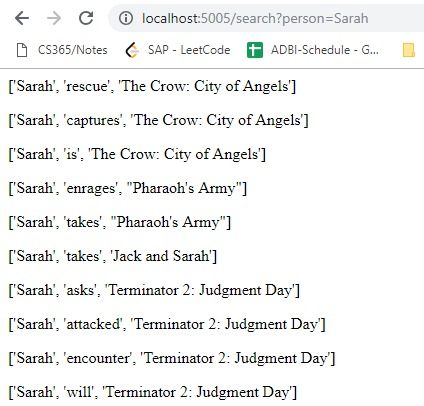 localhost:5005/search?person=Sarah
CS365/Notes SAP - LeetCode ADBI-Schedule - G...
['Sarah', 'rescue', 'The Crow: City of Angels']
['Sarah', 'captures', 'The Crow: City of Angels']
['Sarah', 'is', 'The Crow: City of Angels']
['Sarah', 'enrages', "Pharaoh's Army"]
['Sarah', 'takes', "Pharaoh's Army"]
['Sarah', 'takes', 'Jack and Sarah']
['Sarah', 'asks', 'Terminator 2: Judgment Day']
['Sarah', 'attacked', 'Terminator 2: Judgment Day']
['Sarah', 'encounter', 'Terminator 2: Judgment Day']
['Sarah', 'will', 'Terminator 2: Judgment Day']